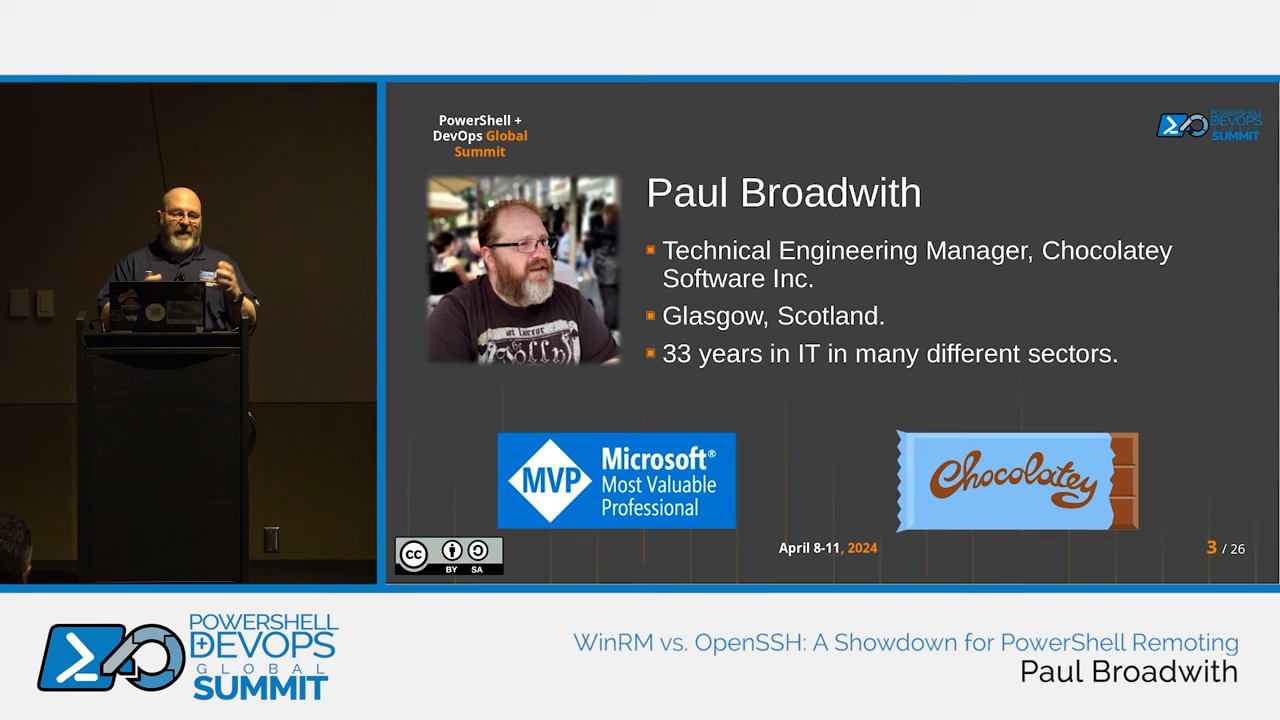 PowerShell +
DevOps Global
Summit
POWERSHELL
DEVOPS
SUMMIT
Paul Broadwith
Technical Engineering Manager, Chocolatey
Software Inc.
Glasgow, Scotland.
33 years in IT in many different sectors.
MVP
Microsoft®
Most Valuable
Professional
Chocolatey
cc
BY SA
April 8-11, 2024
3 / 26
POWERSHELL
+DEVOPS
GLOBAL
SUMMIT
WinRM vs. OpenSSH: A Showdown for PowerShell Remoting
Paul Broadwith